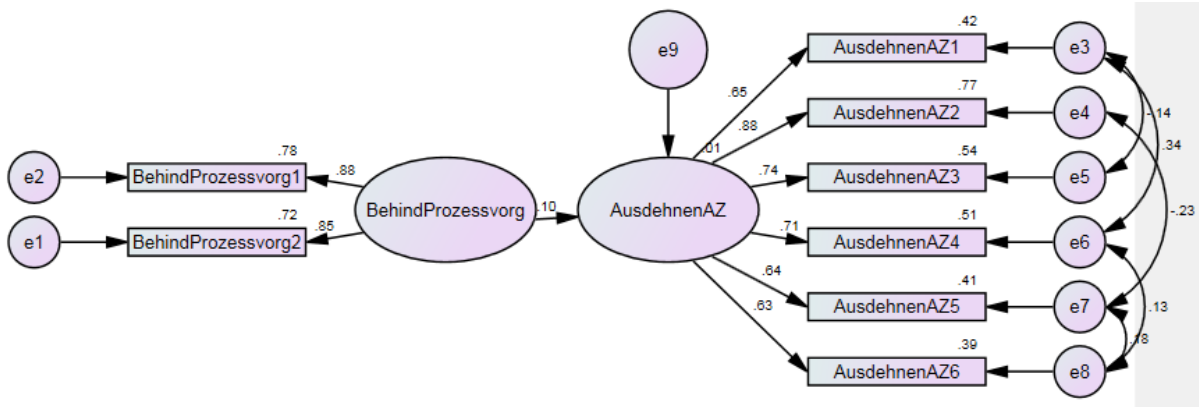 .42
e9
AusdehnenAZ1
e3
.65
.77
.88
AusdehnenAZ2
e4
-.14
.01
.34
.78
.54
e2
BehindProzessvorg1
.88
.74
AusdehnenAZ3
e5
BehindProzessvorg
.10
AusdehnenAZ
-.23
.72
.51
e1
BehindProzessvorg2
.85
.71
AusdehnenAZ4
e6
.64
.41
.63
AusdehnenAZ5
e7
.13
.18
.39
AusdehnenAZ6
e8